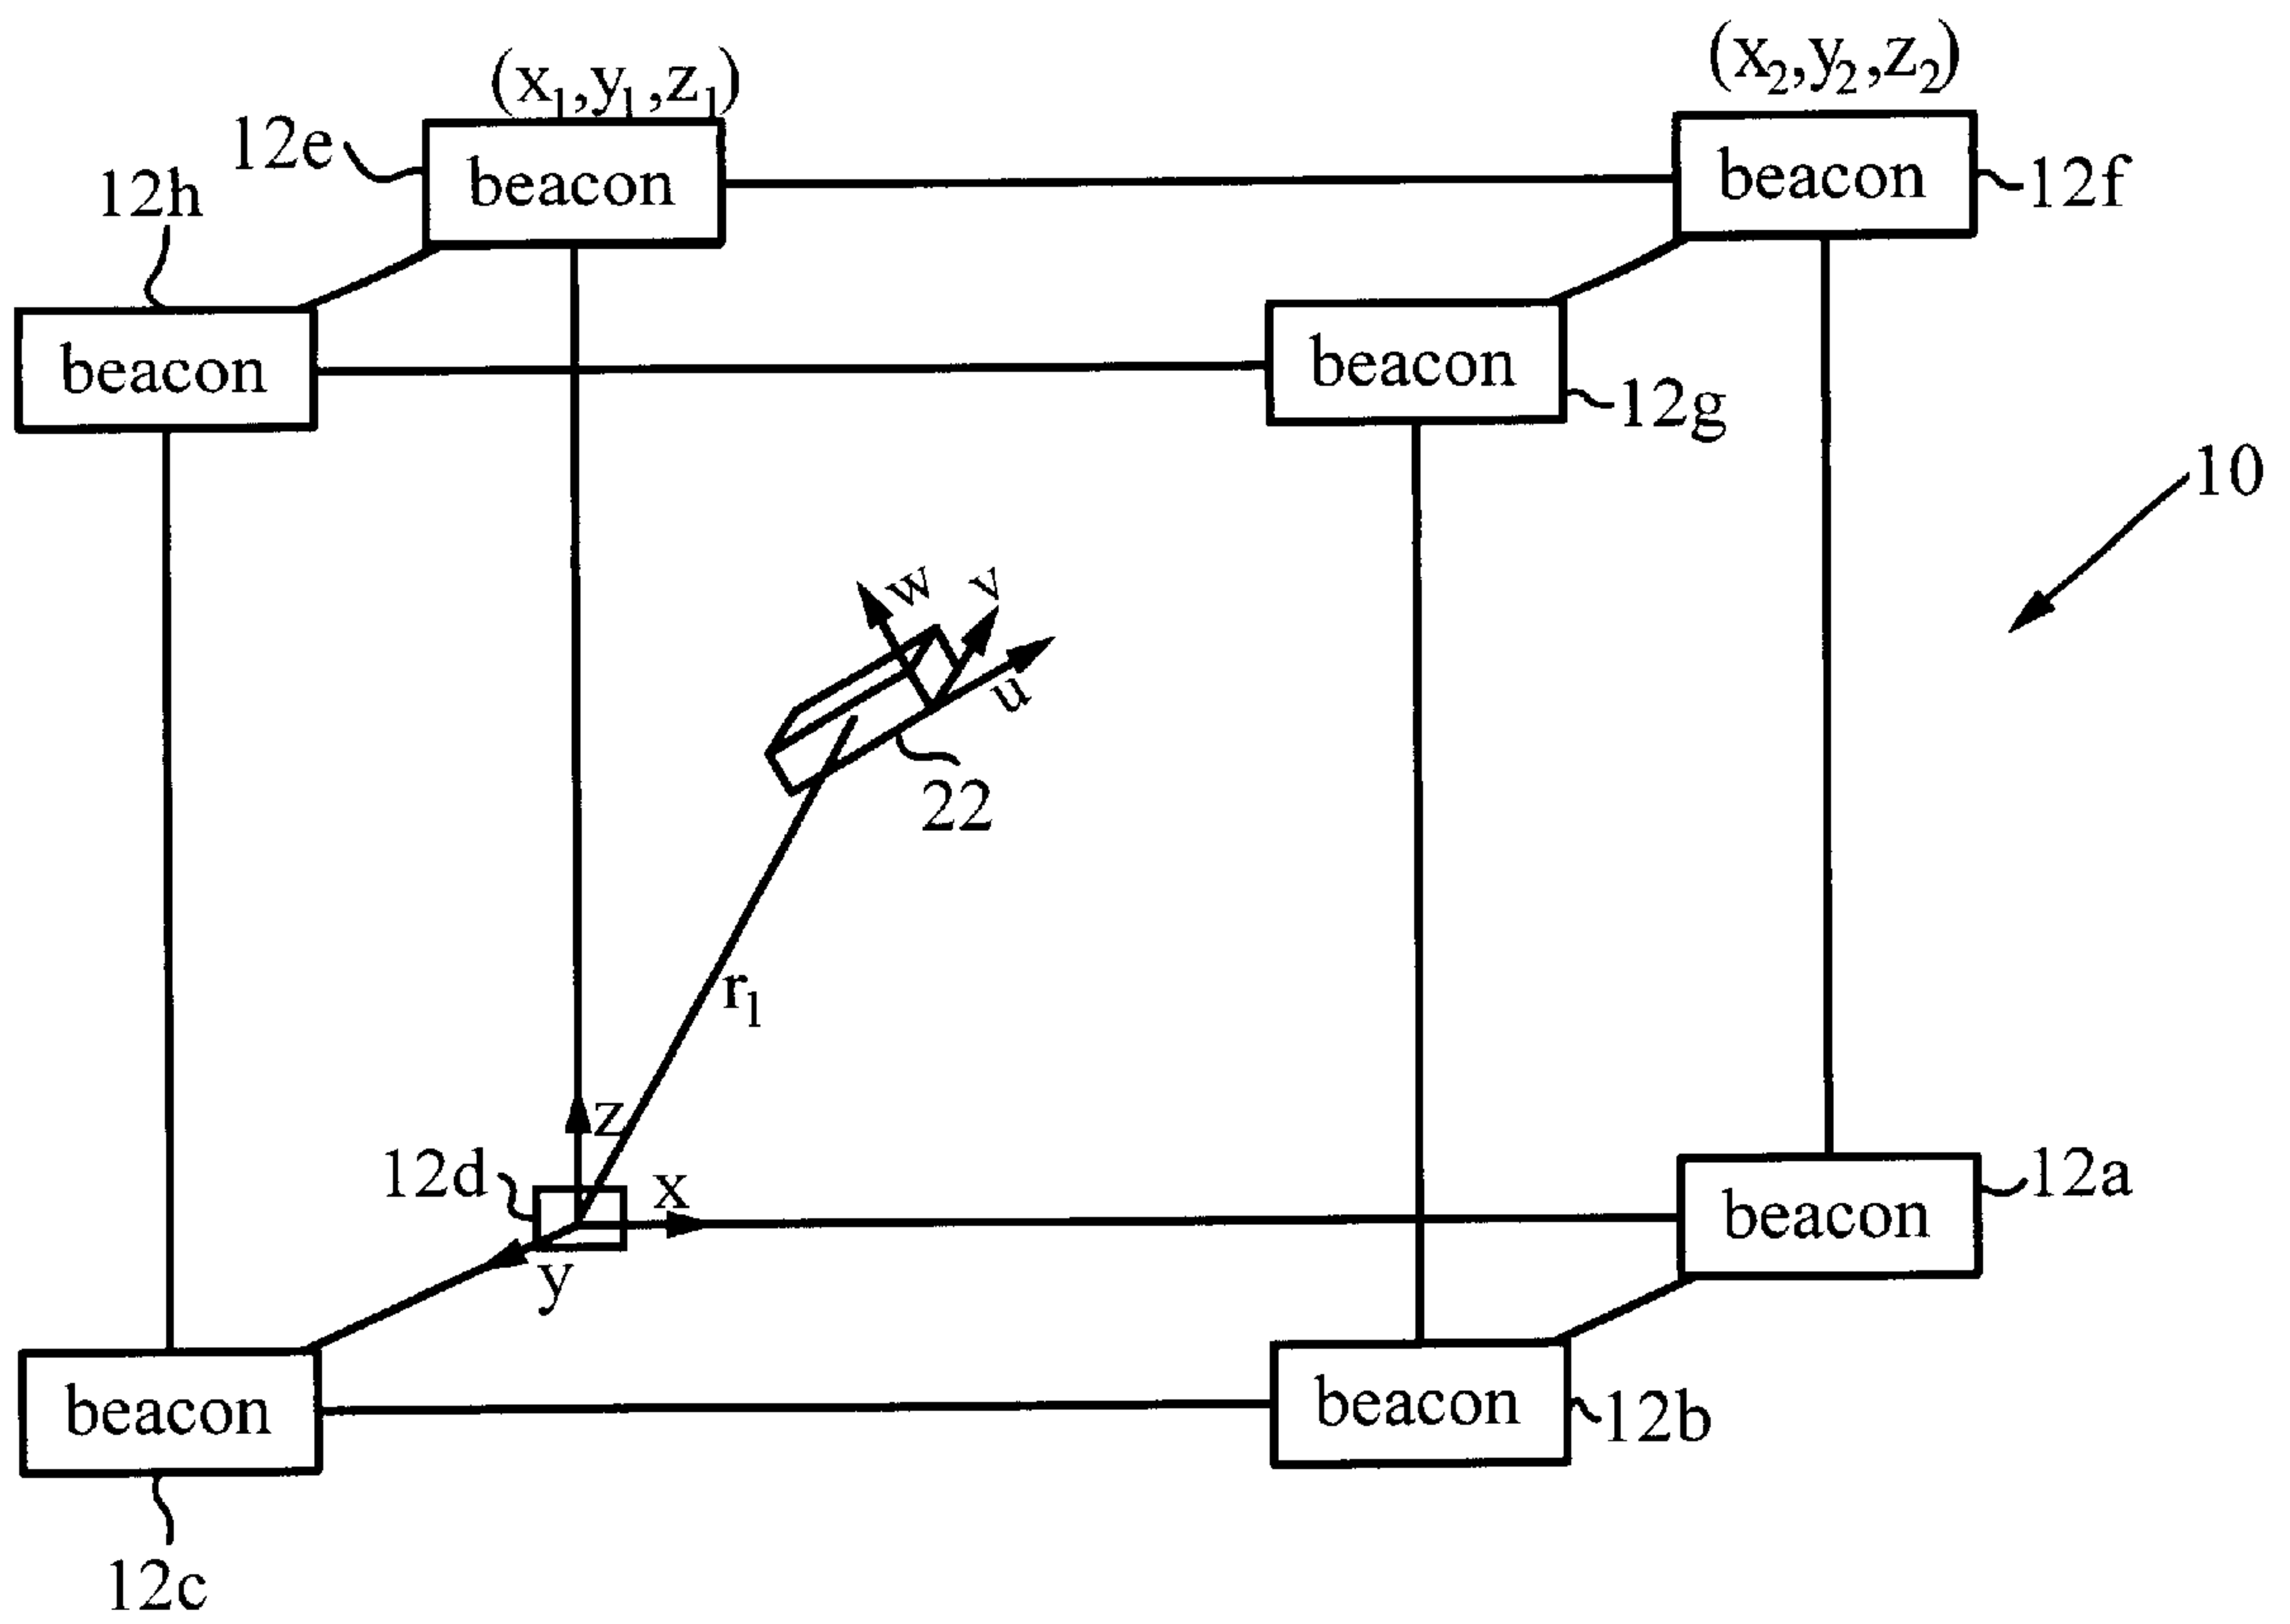 (x₁,y₁,z₁)
(x₂,y₂,z₂)
12e
beacon
beacon
12f
12h
beacon
beacon
12g
10
w
v
u
22
r₁
z
12d
x
y
beacon
12a
beacon
beacon
12b
12c